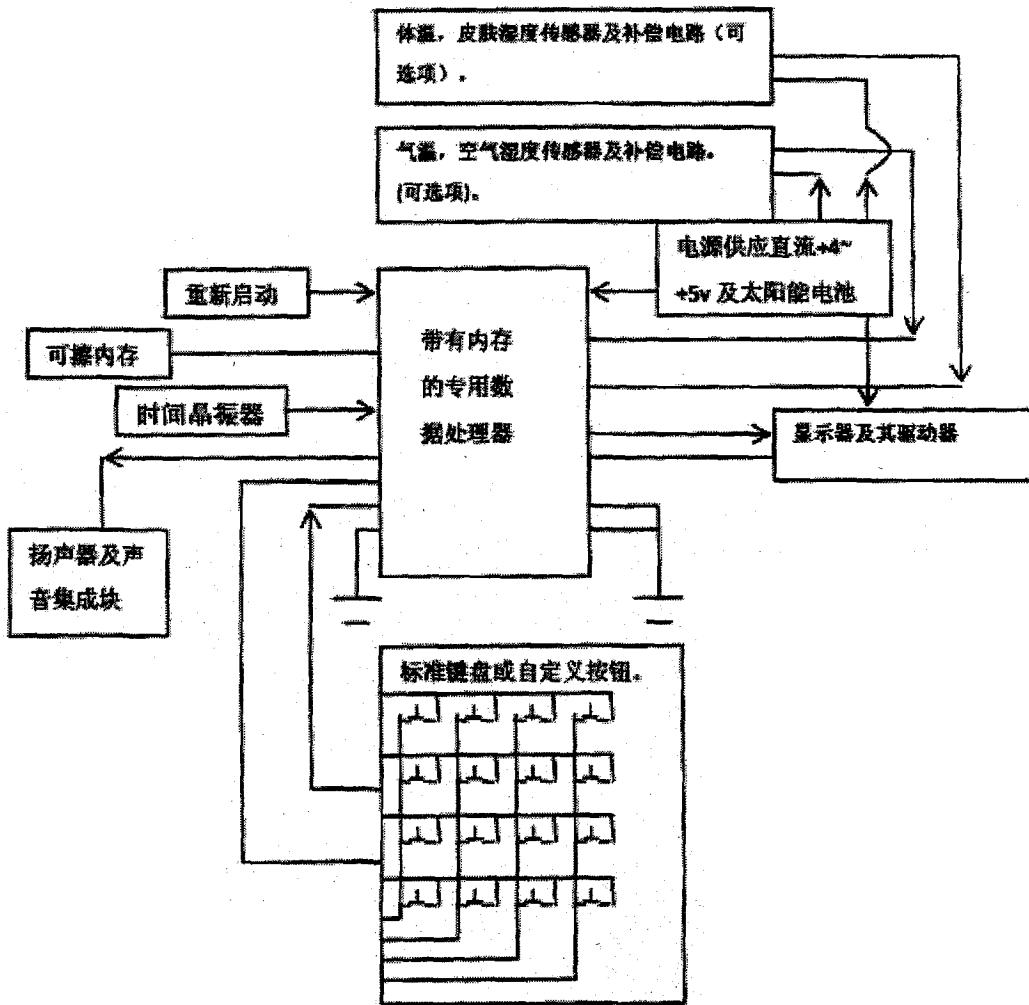 体温，皮肤湿度传感器及补偿电路（可
选项）。
气温，空气湿度传感器及补偿电路。
(可选项)。
电源供应直流+4~
+5v及太阳能电池
重新启动
可擦内存
时间晶振器
带有内存
的专用数
据处理器
显示器及其驱动器
扬声器及声
音集成块
标准键盘或自定义按钮。